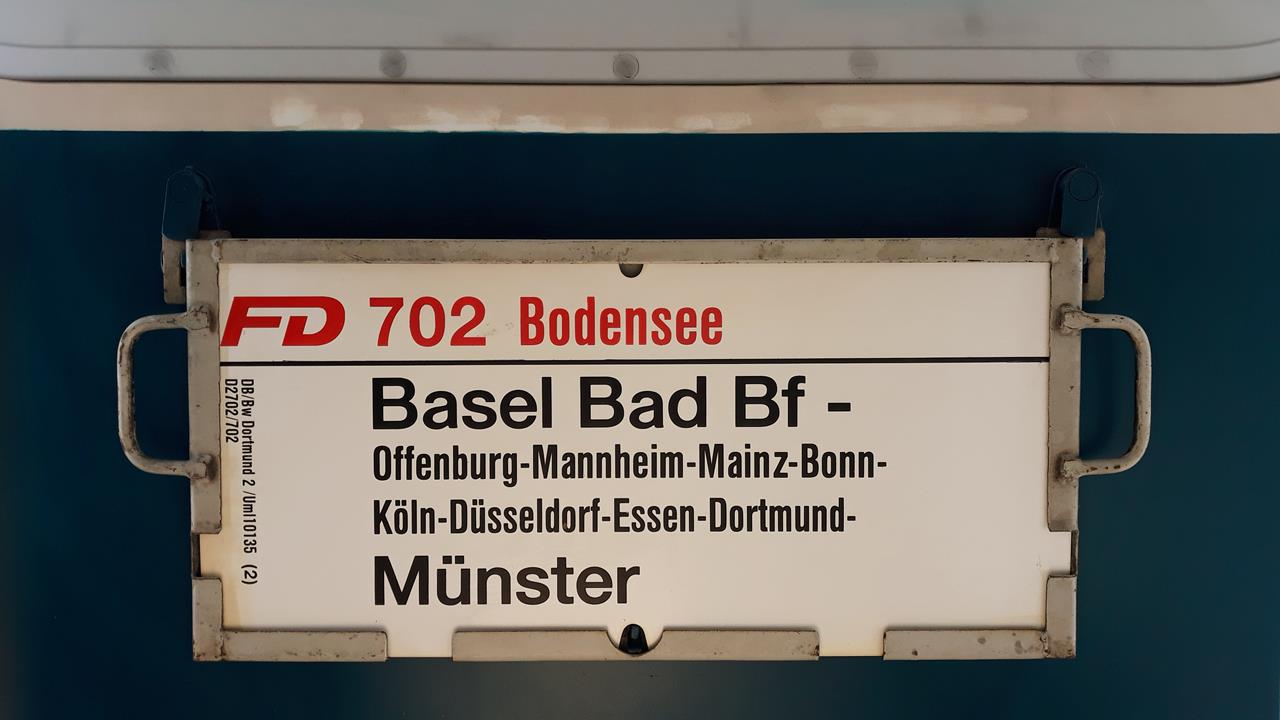 FD 702 Bodensee
Basel Bad Bf -
Offenburg-Mannheim-Mainz-Bonn-
Köln-Düsseldorf-Essen-Dortmund-
Münster
DB/Bw Dortmund 2 /Uml10135 (2)
D2702/702